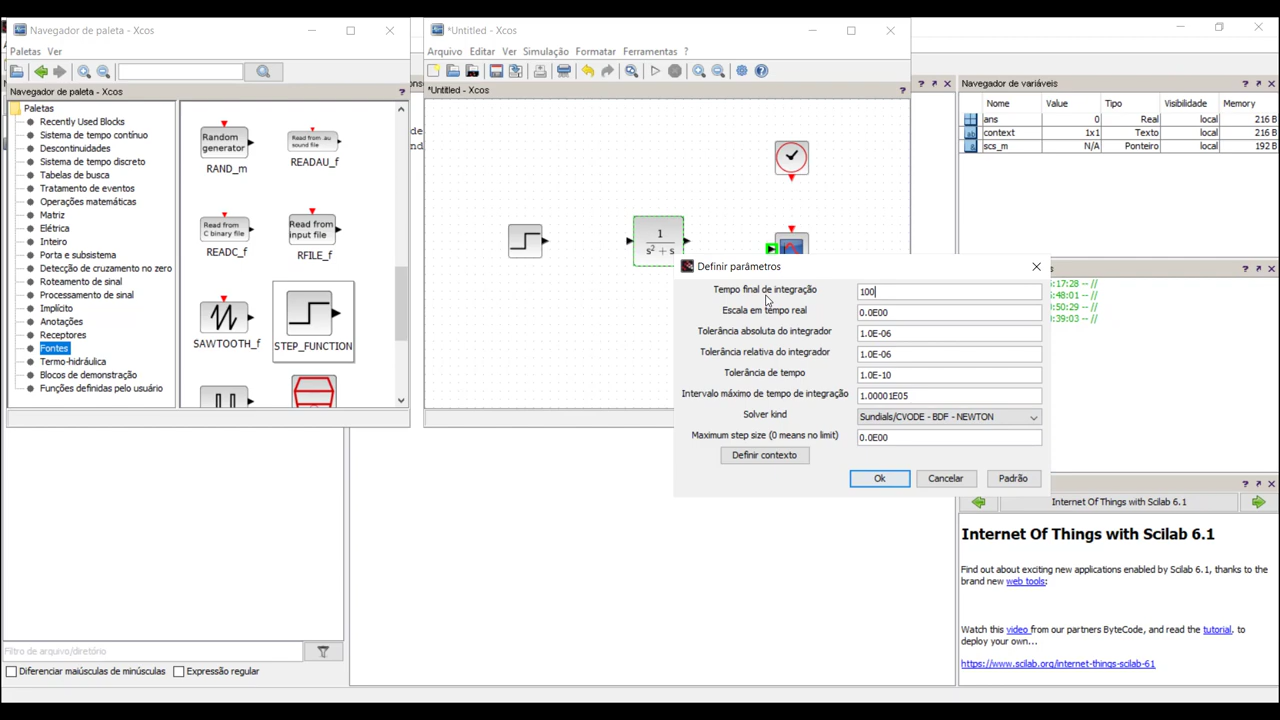 Navegador de paleta - Xcos
Paletas Ver
Navegador de paleta - Xcos
?
Paletas
Recently Used Blocks
Sistema de tempo contínuo
Descontinuidades
Sistema de tempo discreto
Tabelas de busca
Tratamento de eventos
Operações matemáticas
Matriz
Elétrica
Inteiro
Porta e subsistema
Detecção de cruzamento no zero
Roteamento de sinal
Processamento de sinal
Implícito
Anotações
Receptores
Fontes
Termo-hidráulica
Blocos de demonstração
Funções definidas pelo usuário
Random
generator
RAND_m
Read from .au
sound file
READAU_f
Read from
C binary file
READC_f
Read from
input file
RFILE_f
SAWTOOTH_f
STEP_FUNCTION
*Untitled - Xcos
Arquivo Editar Ver Simulação Formatar Ferramentas ?
*Untitled - Xcos
?
1
s² + s
Definir parâmetros
Tempo final de integração 100
Escala em tempo real 0.0E00
Tolerância absoluta do integrador 1.0E-06
Tolerância relativa do integrador 1.0E-06
Tolerância de tempo 1.0E-10
Intervalo máximo de tempo de integração 1.00001E05
Solver kind Sundials/CVODE - BDF - NEWTON
Maximum step size (0 means no limit) 0.0E00
Definir contexto
Ok Cancelar Padrão
Navegador de variáveis
?
Nome Value Tipo Visibilidade Memory
ans 0 Real local 216 B
context 1x1 Texto local 216 B
scs_m N/A Ponteiro local 192 B
5:17:28 -- //
5:48:01 -- //
0:50:29 -- //
0:39:03 -- //
Internet Of Things with Scilab 6.1
Internet Of Things with Scilab 6.1
Find out about exciting new applications enabled by Scilab 6.1, thanks to the
brand new web tools:
Watch this video from our partners ByteCode, and read the tutorial. to
deploy your own...
https://www.scilab.org/internet-things-scilab-61
Filtro de arquivo/diretório
Diferenciar maiúsculas de minúsculas Expressão regular